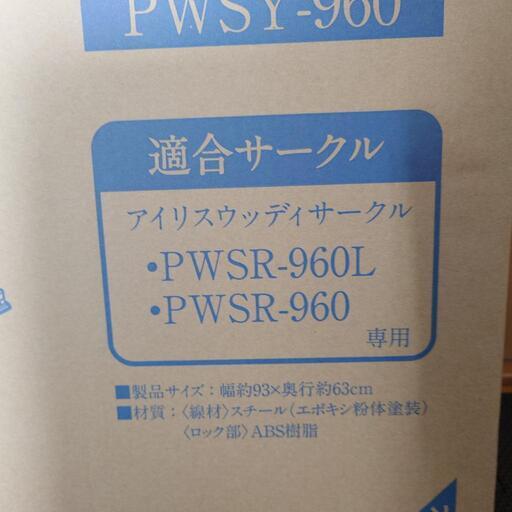 PWSY-960
適合サークル
アイリスウッディサークル
・PWSR-960L
・PWSR-960
専用
■製品サイズ：幅約93×奥行約63cm
■材質：〈線材〉スチール〈エポキシ粉体塗装〉
〈ロック部〉ABS樹脂